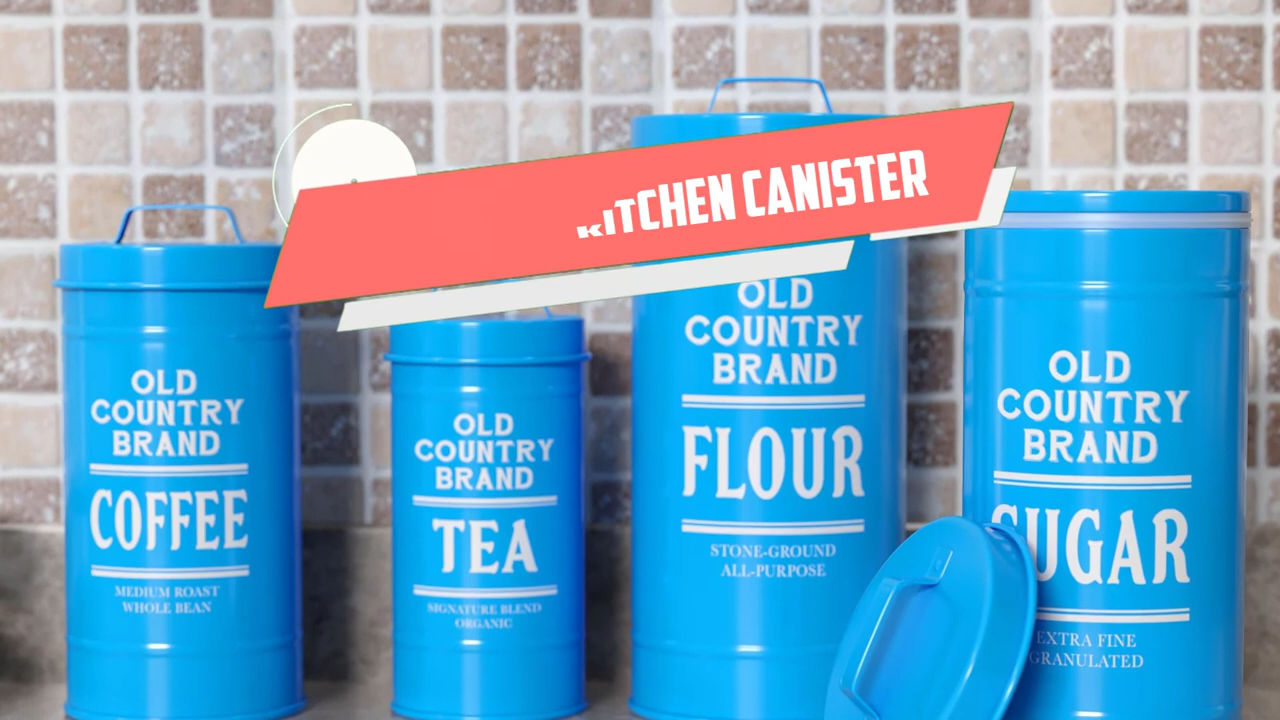 KITCHEN CANISTER
OLD
COUNTRY
BRAND
COFFEE
MEDIUM ROAST
WHOLE BEAN
OLD
COUNTRY
BRAND
TEA
SIGNATURE BLEND
ORGANIC
OLD
COUNTRY
BRAND
FLOUR
STONE-GROUND
ALL-PURPOSE
OLD
COUNTRY
BRAND
SUGAR
EXTRA FINE
GRANULATED